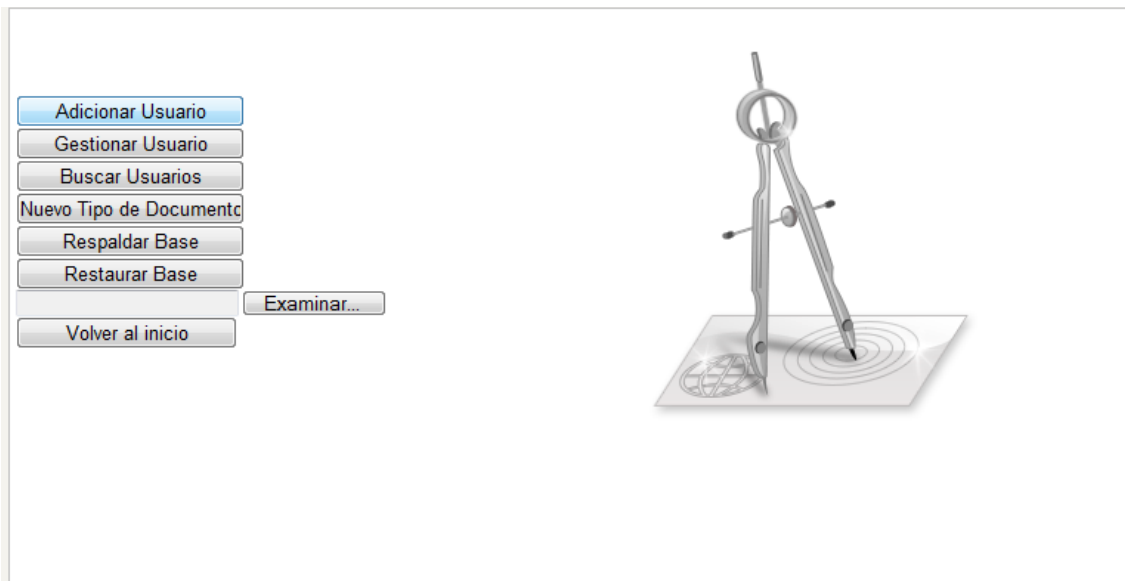 Adicionar Usuario
Gestionar Usuario
Buscar Usuarios
Nuevo Tipo de Documento
Respaldar Base
Restaurar Base
Examinar...
Volver al inicio